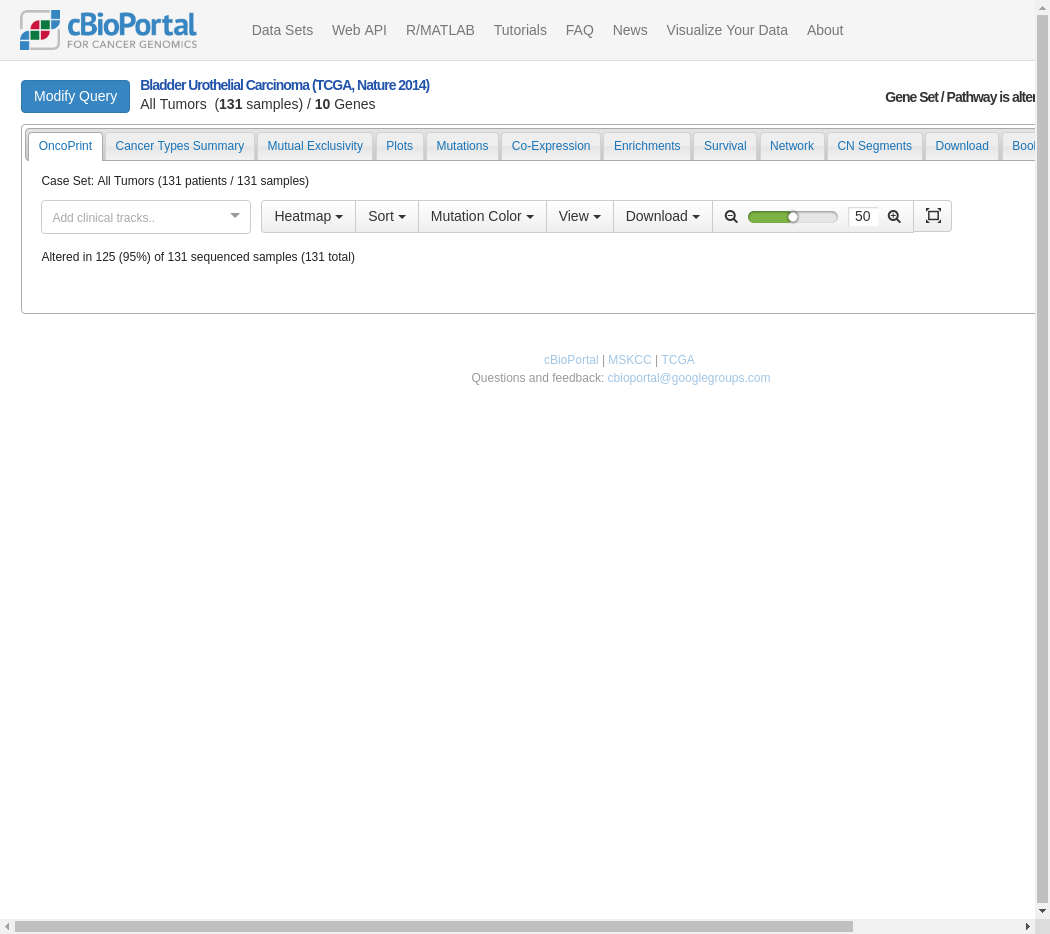 cBioPortal
FOR CANCER GENOMICS
Data Sets Web API R/MATLAB Tutorials FAQ News Visualize Your Data About
Modify Query
Bladder Urothelial Carcinoma (TCGA, Nature 2014)
All Tumors (131 samples) / 10 Genes
Gene Set / Pathway is alter
OncoPrint Cancer Types Summary Mutual Exclusivity Plots Mutations Co-Expression Enrichments Survival Network CN Segments Download Boo
Case Set: All Tumors (131 patients / 131 samples)
Add clinical tracks.. Heatmap Sort Mutation Color View Download 50
Altered in 125 (95%) of 131 sequenced samples (131 total)
cBioPortal | MSKCC | TCGA
Questions and feedback: cbioportal@googlegroups.com